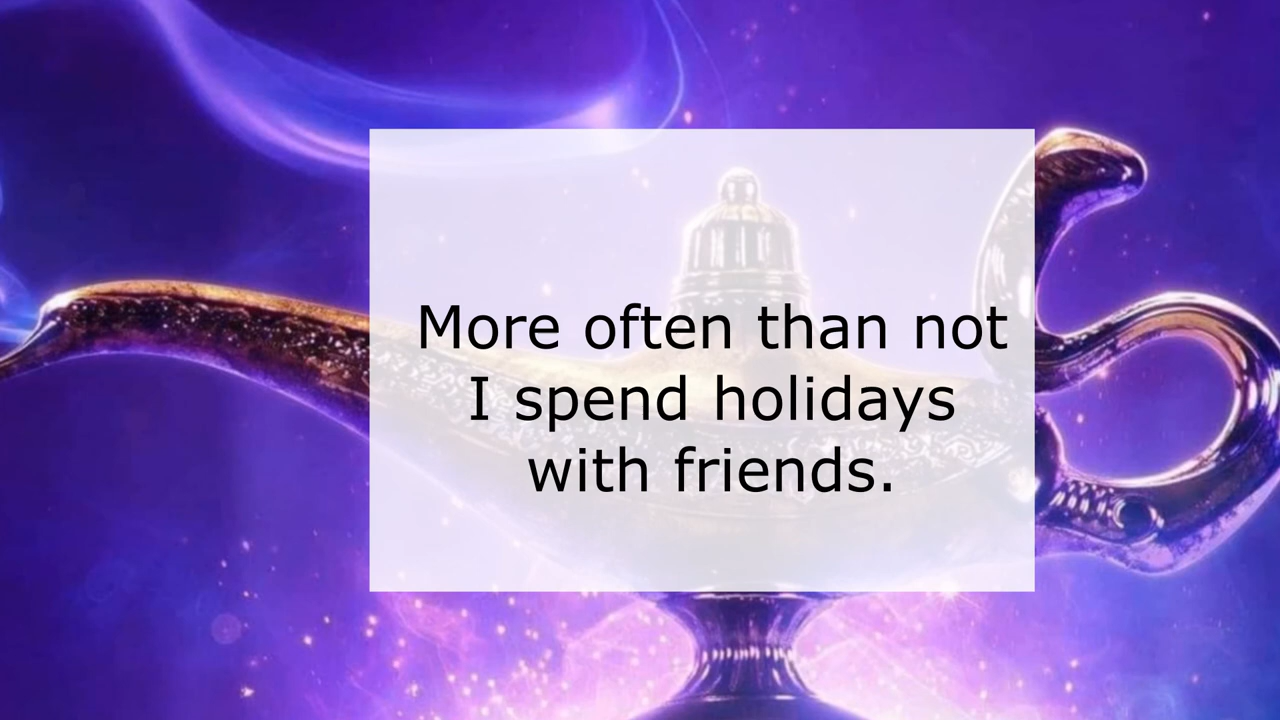 More often than not
I spend holidays
with friends.